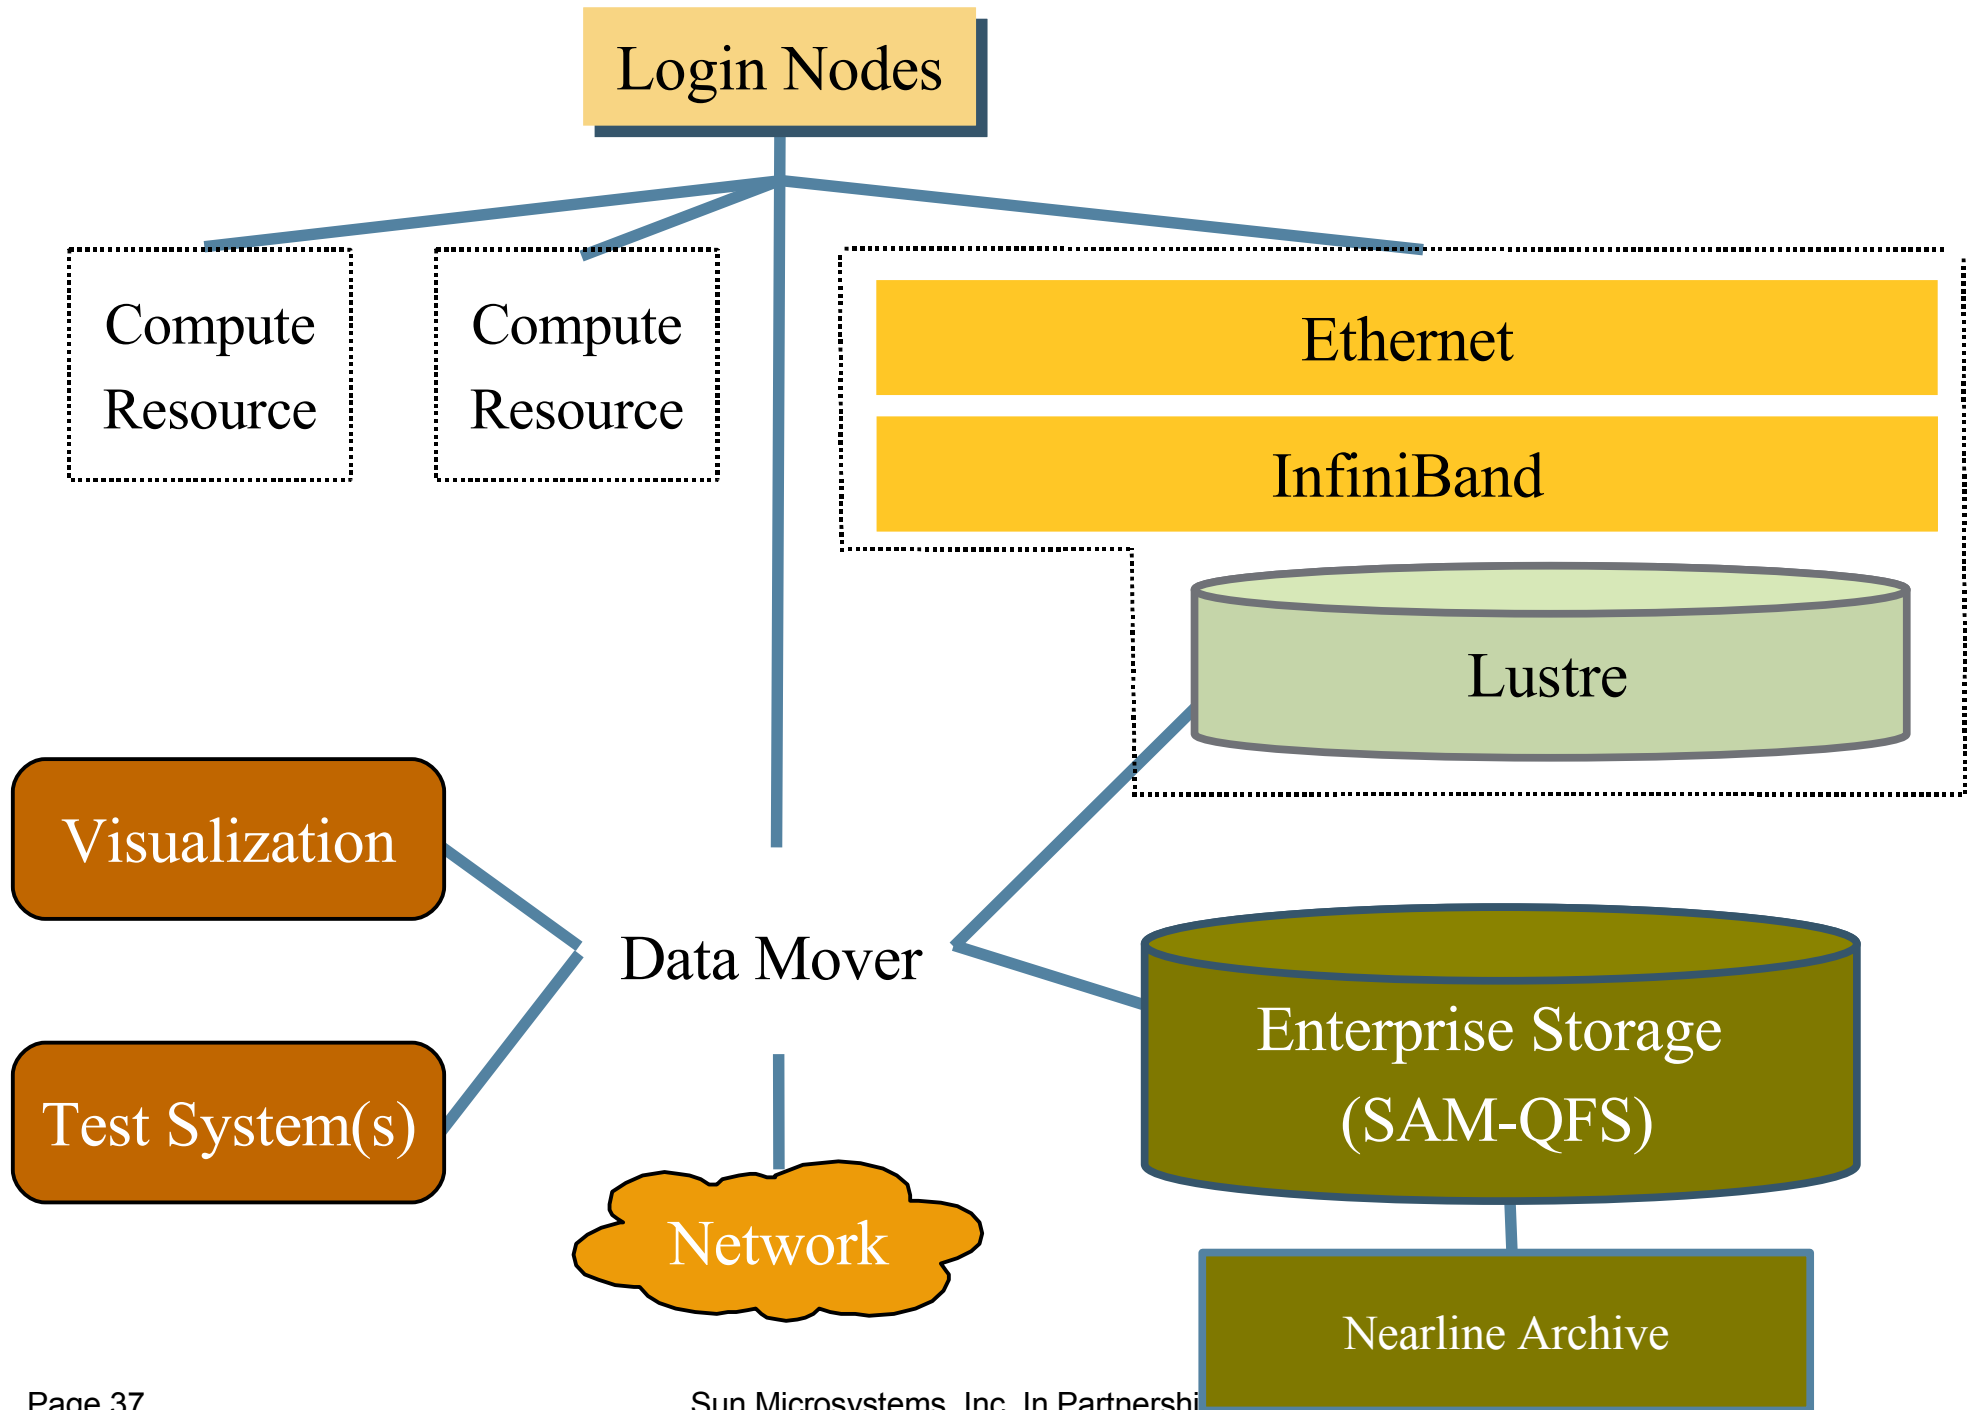 Login Nodes
Compute
Resource
Compute
Resource
Ethernet
InfiniBand
Lustre
Visualization
Data Mover
Enterprise Storage
(SAM-QFS)
Test System(s)
Network
Nearline Archive
Page 37
Sun Microsystems, Inc. In